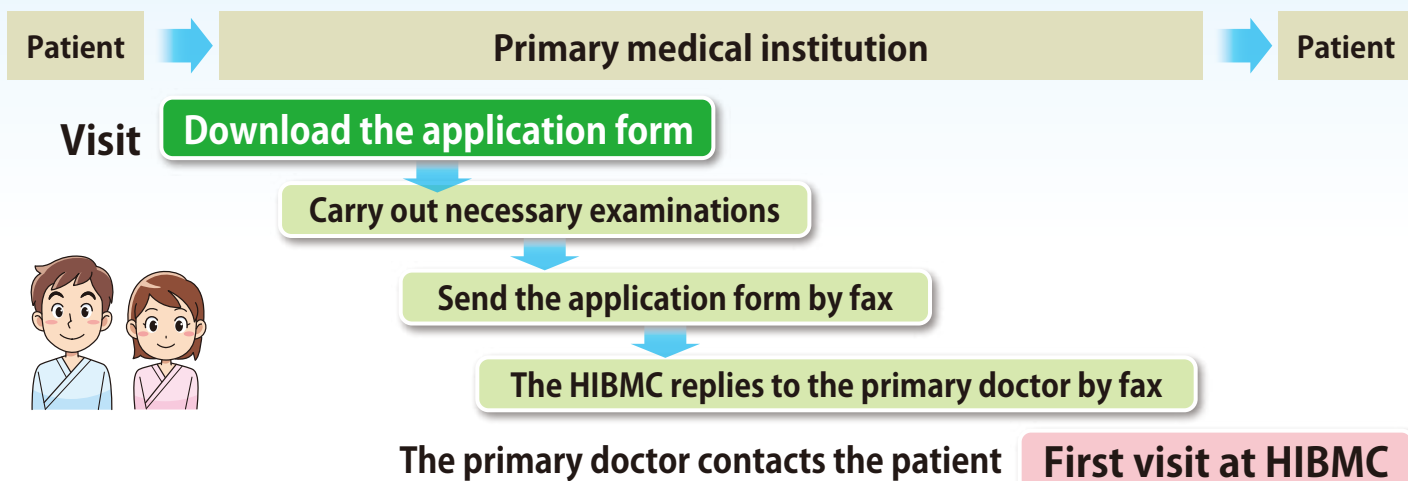 Patient
Primary medical institution
Patient
Visit
Download the application form
Carry out necessary examinations
Send the application form by fax
The HIBMC replies to the primary doctor by fax
The primary doctor contacts the patient
First visit at HIBMC